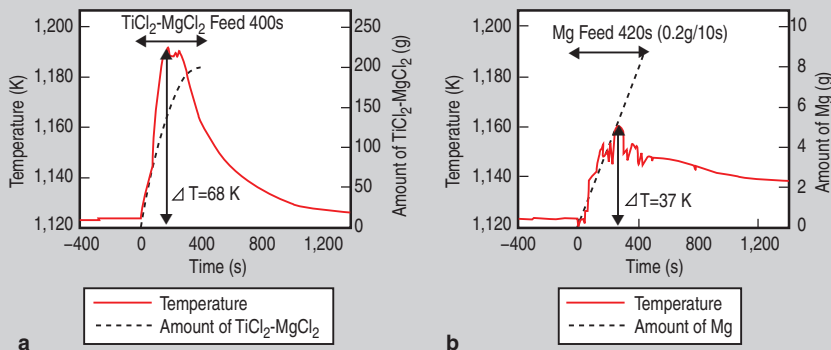 TiCl2-MgCl2 Feed 400s
1,200
1,180
1,160
1,140
1,120
Temperature (K)
250
200
150
100
50
0
Amount of TiCl2-MgCl2 (g)
⊿ T=68 K
−400
0
400
800
1,200
Time (s)
Temperature
Amount of TiCl2-MgCl2
a
Mg Feed 420s (0.2g/10s)
1,200
1,180
1,160
1,140
1,120
Temperature (K)
10
8
6
4
2
0
Amount of Mg (g)
⊿T=37 K
−400
0
400
800
1,200
Time (s)
Temperature
Amount of Mg
b